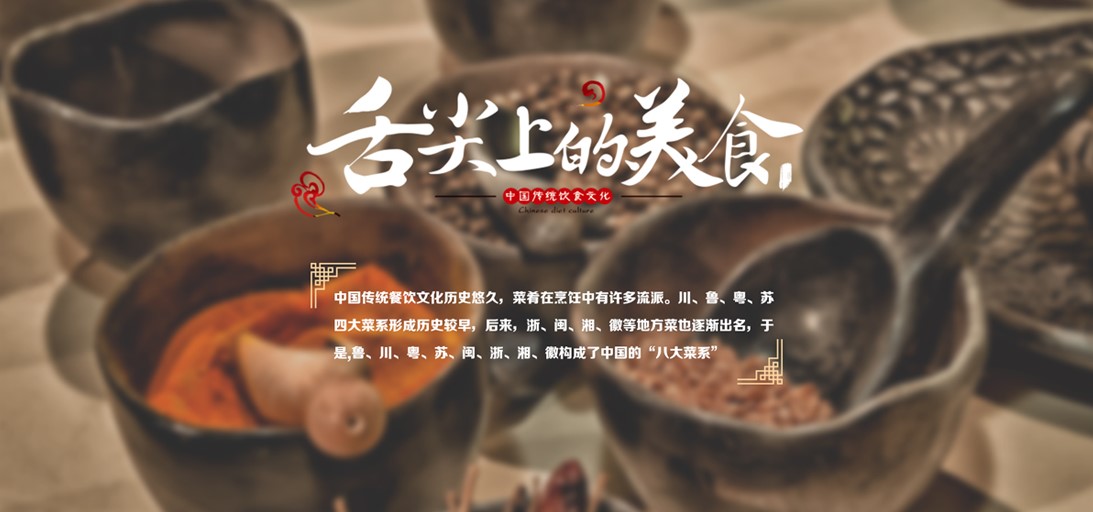 舌尖上的美食
中国传统饮食文化
Chinese diet culture
中国传统餐饮文化历史悠久，菜肴在烹饪中有许多流派。川、鲁、粤、苏
四大菜系形成历史较早，后来，浙、闽、湘、徽等地方菜也逐渐出名，于
是,鲁、川、粤、苏、闽、浙、湘、徽构成了中国的“八大菜系”